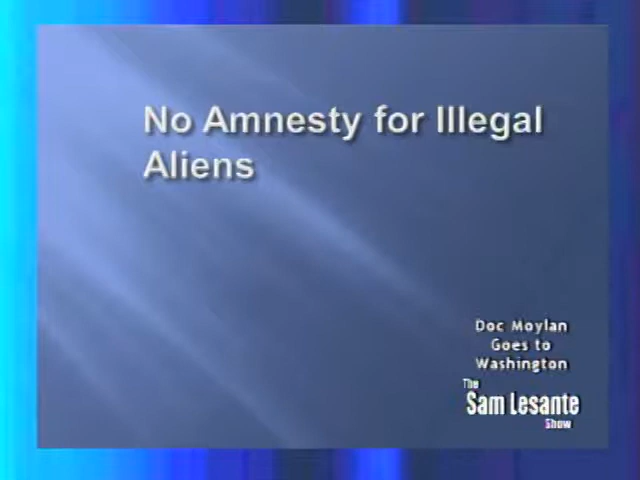 No Amnesty for Illegal
Aliens
Doc Moylan
Goes to
Washington
The
Sam Lesante
Show